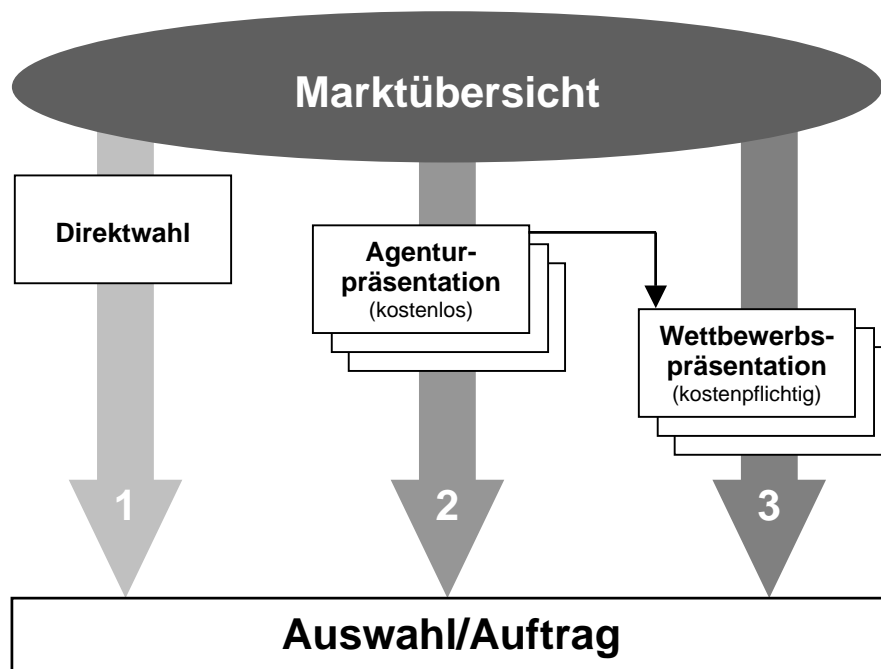 Marktübersicht
Direktwahl
Agentur-
präsentation
(kostenlos)
Wettbewerbs-
präsentation
(kostenpflichtig)
1
2
3
Auswahl/Auftrag